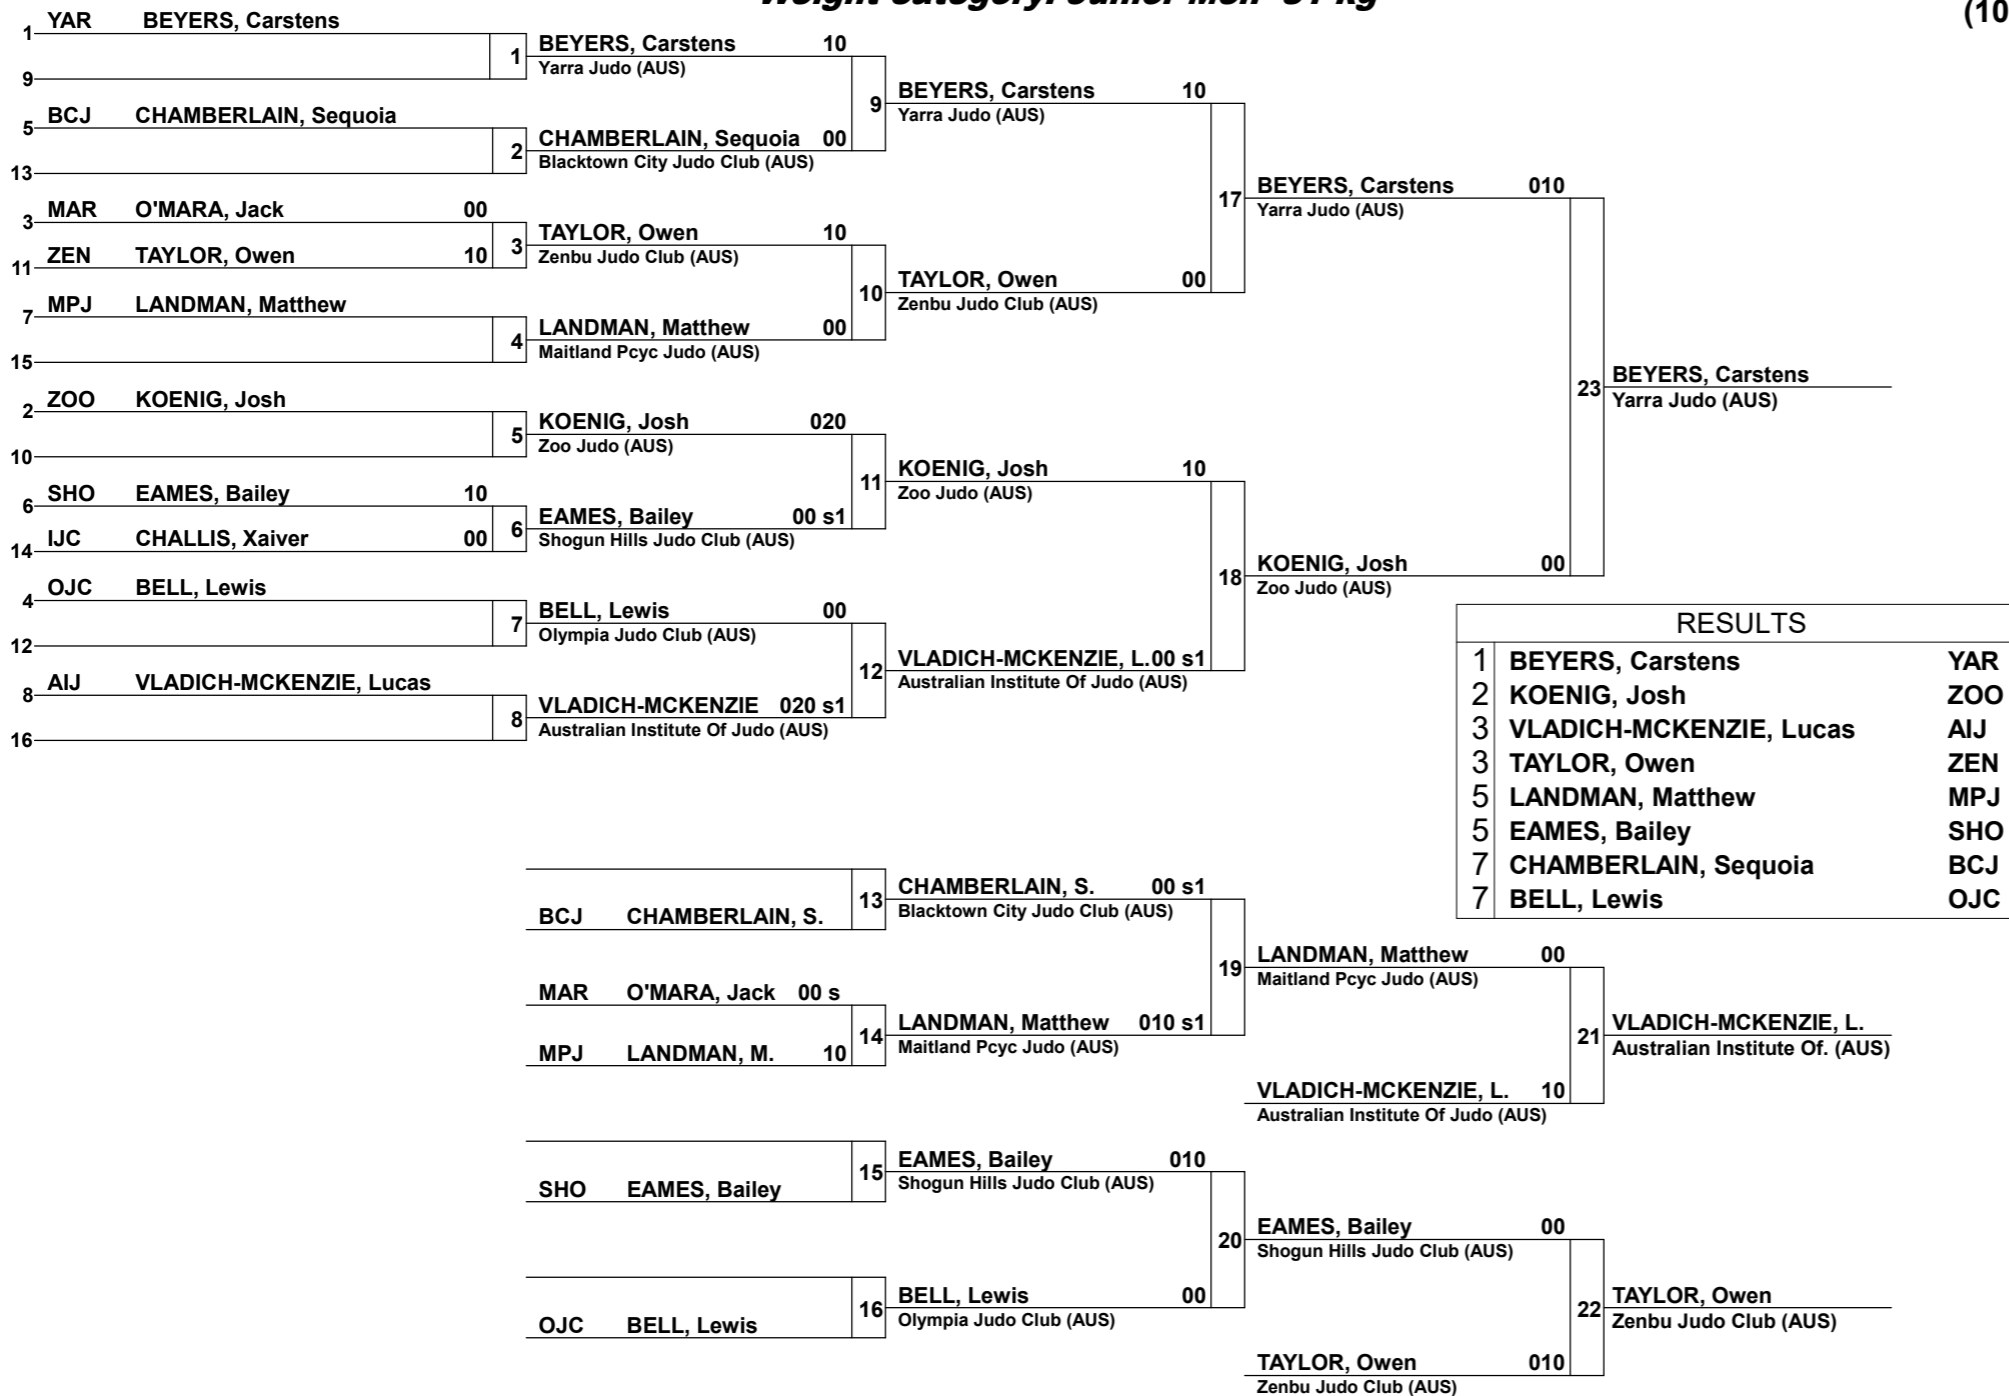 Weight Category: Junior Men -81 kg
(10
1 YAR BEYERS, Carstens
9
1 BEYERS, Carstens 10
Yarra Judo (AUS)
5 BCJ CHAMBERLAIN, Sequoia
13
2 CHAMBERLAIN, Sequoia 00
Blacktown City Judo Club (AUS)
9 BEYERS, Carstens 10
Yarra Judo (AUS)
3 MAR O'MARA, Jack 00
11 ZEN TAYLOR, Owen 10
3 TAYLOR, Owen 10
Zenbu Judo Club (AUS)
7 MPJ LANDMAN, Matthew
15
4 LANDMAN, Matthew 00
Maitland Pcyc Judo (AUS)
10 TAYLOR, Owen 00
Zenbu Judo Club (AUS)
17 BEYERS, Carstens 010
Yarra Judo (AUS)
2 ZOO KOENIG, Josh
10
5 KOENIG, Josh 020
Zoo Judo (AUS)
6 SHO EAMES, Bailey 10
14 IJC CHALLIS, Xaiver 00
6 EAMES, Bailey 00 s1
Shogun Hills Judo Club (AUS)
11 KOENIG, Josh 10
Zoo Judo (AUS)
4 OJC BELL, Lewis
12
7 BELL, Lewis 00
Olympia Judo Club (AUS)
8 AIJ VLADICH-MCKENZIE, Lucas
16
8 VLADICH-MCKENZIE 020 s1
Australian Institute Of Judo (AUS)
12 VLADICH-MCKENZIE, L. 00 s1
Australian Institute Of Judo (AUS)
18 KOENIG, Josh 00
Zoo Judo (AUS)
23 BEYERS, Carstens
Yarra Judo (AUS)
RESULTS
1 BEYERS, Carstens YAR
2 KOENIG, Josh ZOO
3 VLADICH-MCKENZIE, Lucas AIJ
3 TAYLOR, Owen ZEN
5 LANDMAN, Matthew MPJ
5 EAMES, Bailey SHO
7 CHAMBERLAIN, Sequoia BCJ
7 BELL, Lewis OJC
BCJ CHAMBERLAIN, S.
13 CHAMBERLAIN, S. 00 s1
Blacktown City Judo Club (AUS)
MAR O'MARA, Jack 00 s
MPJ LANDMAN, M. 10
14 LANDMAN, Matthew 010 s1
Maitland Pcyc Judo (AUS)
19 LANDMAN, Matthew 00
Maitland Pcyc Judo (AUS)
VLADICH-MCKENZIE, L. 10
Australian Institute Of Judo (AUS)
21 VLADICH-MCKENZIE, L.
Australian Institute Of. (AUS)
SHO EAMES, Bailey
15 EAMES, Bailey 010
Shogun Hills Judo Club (AUS)
OJC BELL, Lewis
16 BELL, Lewis 00
Olympia Judo Club (AUS)
20 EAMES, Bailey 00
Shogun Hills Judo Club (AUS)
TAYLOR, Owen 010
Zenbu Judo Club (AUS)
22 TAYLOR, Owen
Zenbu Judo Club (AUS)